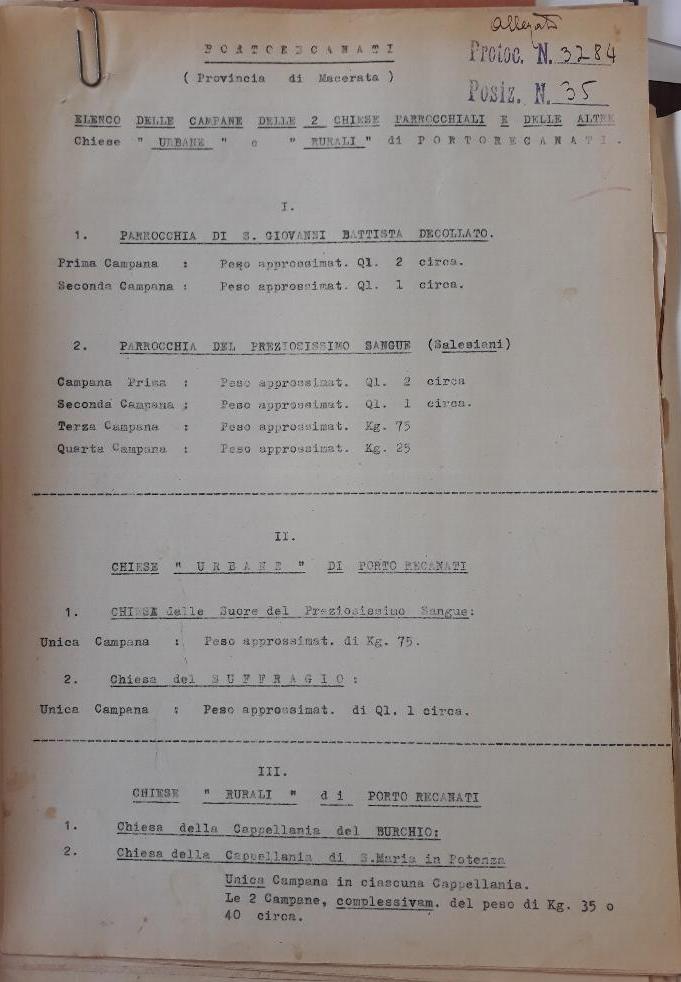 Allegato
PORTORECANATI
Protoc. N. 3284
( Provincia di Macerata )
Posiz. N. 35
ELENCO DELLE CAMPANE DELLE 2 CHIESE PARROCCHIALI E DELLE ALTRE
Chiese " URBANE " e " RURALI " di PORTORECANATI.
I.
1. PARROCCHIA DI S. GIOVANNI BATTISTA DECOLLATO.
Prima Campana : Peso approssimat. Ql. 2 circa.
Seconda Campana : Peso approssimat. Ql. 1 circa.
2. PARROCCHIA DEL PREZIOSISSIMO SANGUE (Salesiani)
Campana Prima : Peso approssimat. Ql. 2 circa
Seconda Campana : Peso approssimat. Ql. 1 circa.
Terza Campana : Peso approssimat. Kg. 75
Quarta Campana : Peso approssimat. Kg. 25
II.
CHIESE " URBANE " DI PORTO RECANATI
1. CHIESA delle Suore del Preziosissimo Sangue:
Unica Campana : Peso approssimat. di Kg. 75.
2. Chiesa del SUFFRAGIO :
Unica Campana : Peso approssimat. di Ql. 1 circa.
III.
CHIESE " RURALI " di PORTO RECANATI
1. Chiesa della Cappellania del BURCHIO:
2. Chiesa della Cappellania di S.Maria in Potenza
Unica Campana in ciascuna Cappellania.
Le 2 Campane, complessivam. del peso di Kg. 35 o
40 circa.